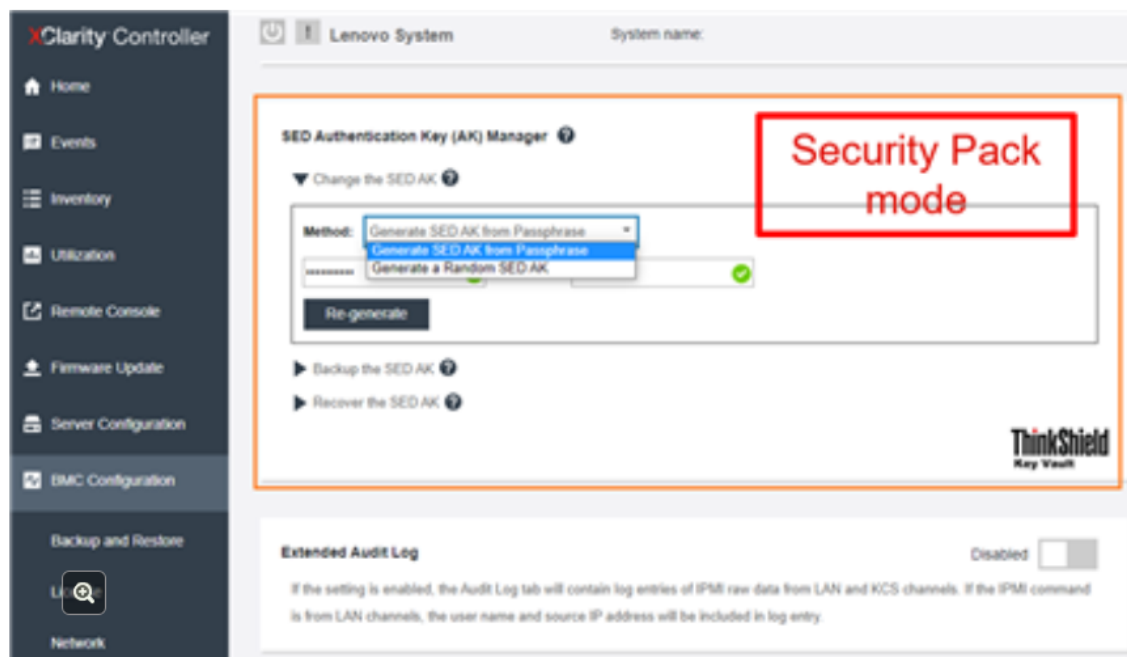 XClarity Controller
Home
Events
Inventory
Utilization
Remote Console
Firmware Update
Server Configuration
BMC Configuration
Backup and Restore
Network
Lenovo System
System name:
SED Authentication Key (AK) Manager
Security Pack
mode
Change the SED AK
Method: Generate SED AK from Passphrase
Generate SED AK from Passphrase
Generate a Random SED AK
Re-generate
Backup the SED AK
Recover the SED AK
ThinkShield
Key Vault
Extended Audit Log
Disabled
If the setting is enabled, the Audit Log tab will contain log entries of IPMI raw data from LAN and KCS channels. If the IPMI command
is from LAN channels, the user name and source IP address will be included in log entry.